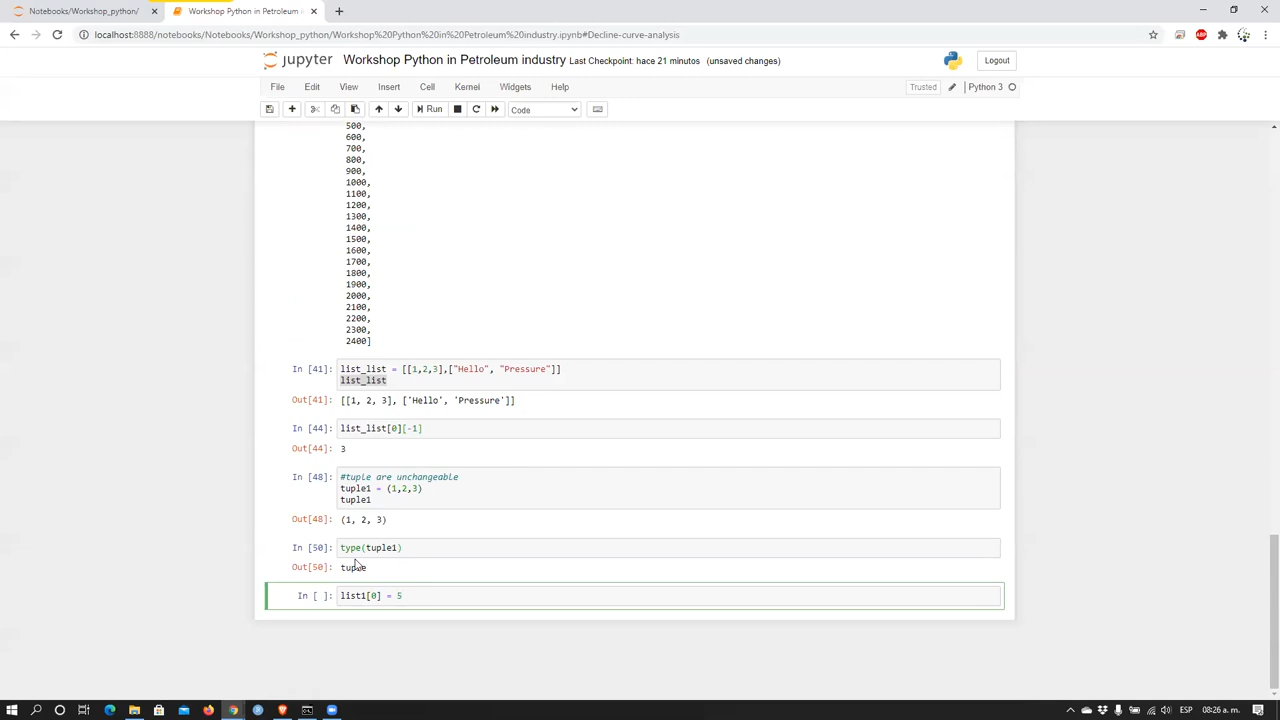 Notebooks/Workshop_python/
Workshop Python in Petroleum i
localhost:8888/notebooks/Notebooks/Workshop_python/Workshop%20Python%20in%20Petroleum%20industry.ipynb#Decline-curve-analysis
ABP
jupyter Workshop Python in Petroleum industry Last Checkpoint: hace 21 minutos (unsaved changes)
Logout
File Edit View Insert Cell Kernel Widgets Help
Trusted Python 3
Run Code
500,
600,
700,
800,
900,
1000,
1100,
1200,
1300,
1400,
1500,
1600,
1700,
1800,
1900,
2000,
2100,
2200,
2300,
2400]
In [41]: list_list = [[1,2,3],["Hello", "Pressure"]]
list_list
Out[41]: [[1, 2, 3], ['Hello', 'Pressure']]
In [44]: list_list[0][-1]
Out[44]: 3
In [48]: #tuple are unchangeable
tuple1 = (1,2,3)
tuple1
Out[48]: (1, 2, 3)
In [50]: type(tuple1)
Out[50]: tuple
In [ ]: list1[0] = 5
ESP 08:26 a. m.